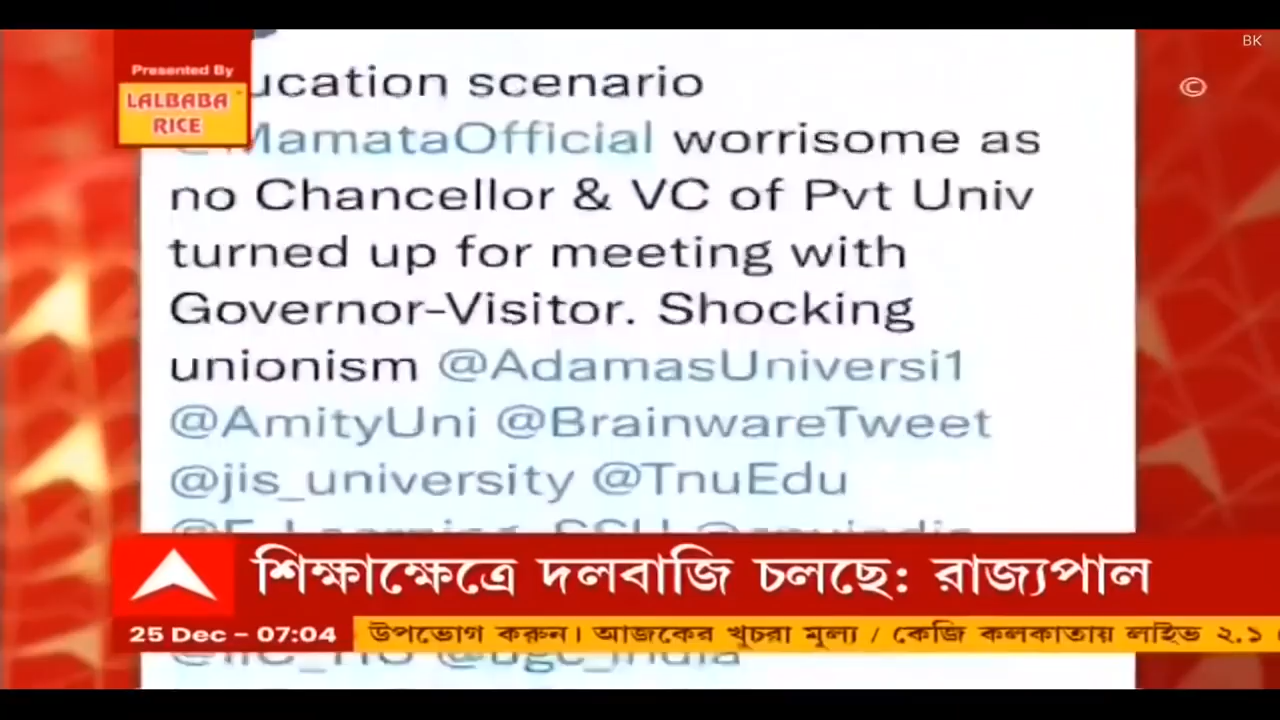 BK
©
Presented By
LALBABA
RICE
ucation scenario
@MamataOfficial worrisome as
no Chancellor & VC of Pvt Univ
turned up for meeting with
Governor-Visitor. Shocking
unionism @AdamasUniversi1
@AmityUni @BrainwareTweet
@jis_university @TnuEdu
শিক্ষাক্ষেত্রে দলবাজি চলছে: রাজ্যপাল
25 Dec - 07:04
উপভোগ করুন। আজকের খুচরা মূল্য / কেজি কলকাতায় লাইভ ২.১
@ugc_india